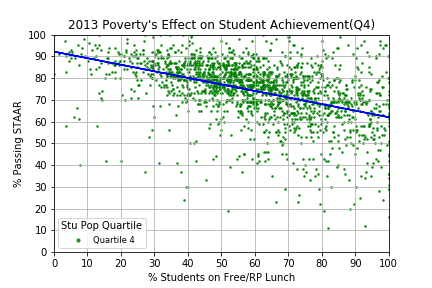 2013 Poverty's Effect on Student Achievement(Q4)
% Passing STAAR
100
90
80
70
60
50
40
30
20
10
0
Stu Pop Quartile
Quartile 4
0 10 20 30 40 50 60 70 80 90 100
% Students on Free/RP Lunch